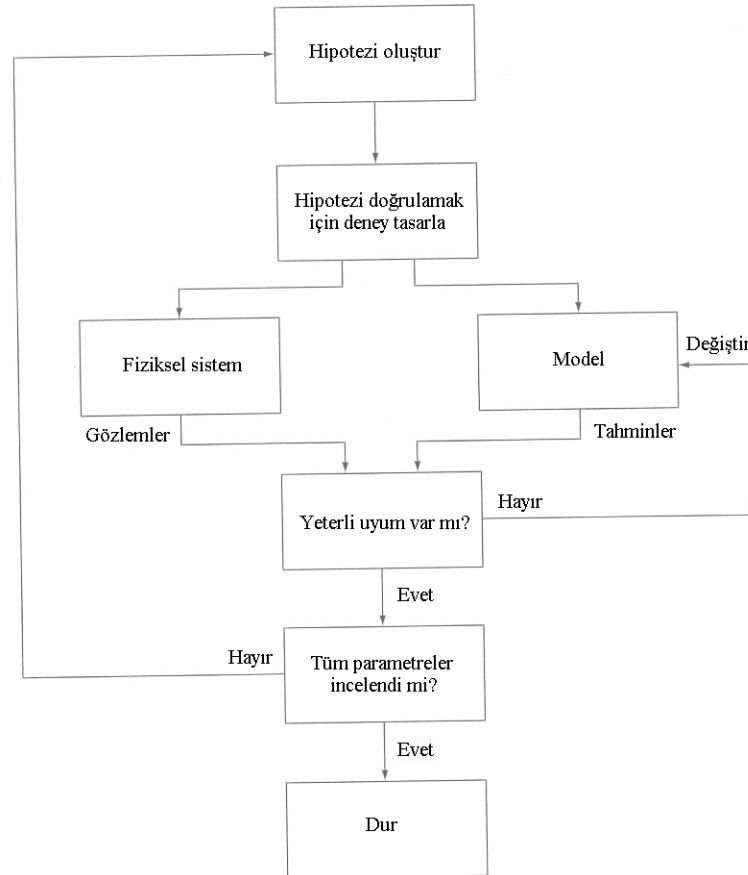 Hipotezi oluştur
Hipotezi doğrulamak
için deney tasarla
Fiziksel sistem
Model
Değiştir
Gözlemler
Tahminler
Yeterli uyum var mı?
Hayır
Evet
Hayır
Tüm parametreler
incelendi mi?
Evet
Dur